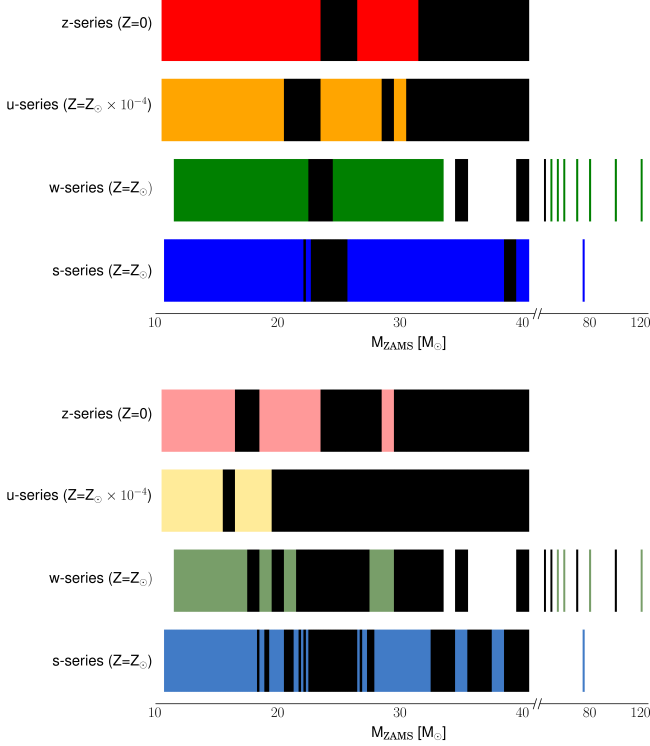 z-series (Z=0)
u-series (Z=Z☉ × 10⁻⁴)
w-series (Z=Z☉)
s-series (Z=Z☉)
10 20 30 40 80 120
M_ZAMS [M☉]
z-series (Z=0)
u-series (Z=Z☉ × 10⁻⁴)
w-series (Z=Z☉)
s-series (Z=Z☉)
10 20 30 40 80 120
M_ZAMS [M☉]